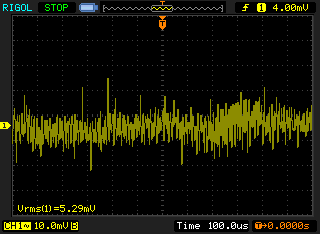 RIGOL STOP T 1 4.00mV
T
1
Vrms(1)=5.29mV
CH1 10.0mV B Time 100.0us T→0.0000s